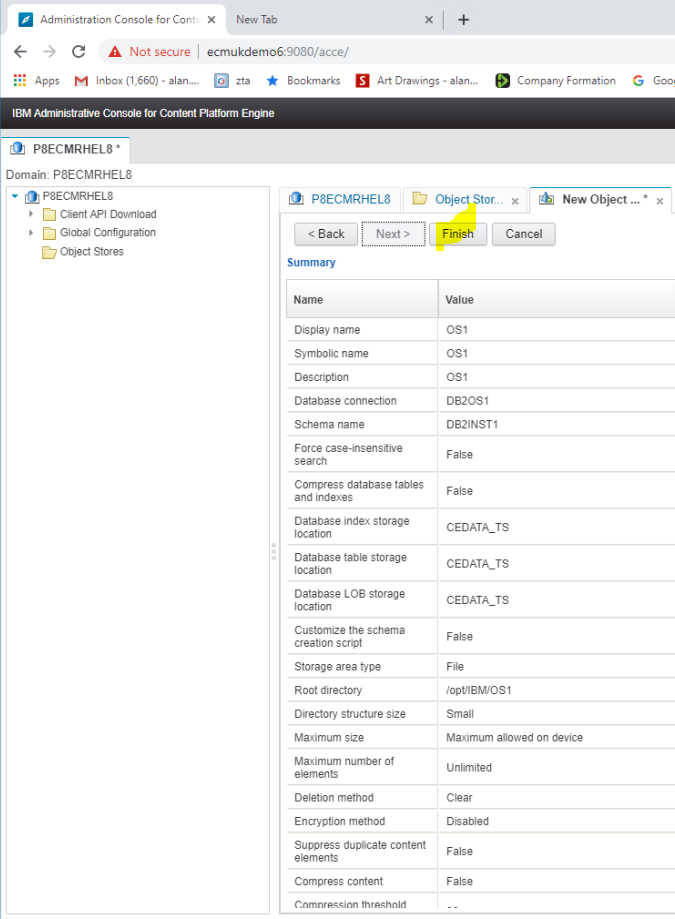 Administration Console for Conte
New Tab
Not secure | ecmukdemo6:9080/acce/
Apps Inbox (1,660) - alan.... zta Bookmarks S Art Drawings - alan... Company Formation G Goo
IBM Administrative Console for Content Platform Engine
P8ECMRHEL8 *
Domain: P8ECMRHEL8
P8ECMRHEL8
Client API Download
Global Configuration
Object Stores
P8ECMRHEL8 Object Stor... New Object ... *
< Back Next > Finish Cancel
Summary
Name Value
Display name OS1
Symbolic name OS1
Description OS1
Database connection DB2OS1
Schema name DB2INST1
Force case-insensitive
search False
Compress database tables
and indexes False
Database index storage
location CEDATA_TS
Database table storage
location CEDATA_TS
Database LOB storage
location CEDATA_TS
Customize the schema
creation script False
Storage area type File
Root directory /opt/IBM/OS1
Directory structure size Small
Maximum size Maximum allowed on device
Maximum number of
elements Unlimited
Deletion method Clear
Encryption method Disabled
Suppress duplicate content
elements False
Compress content False
Compression threshold